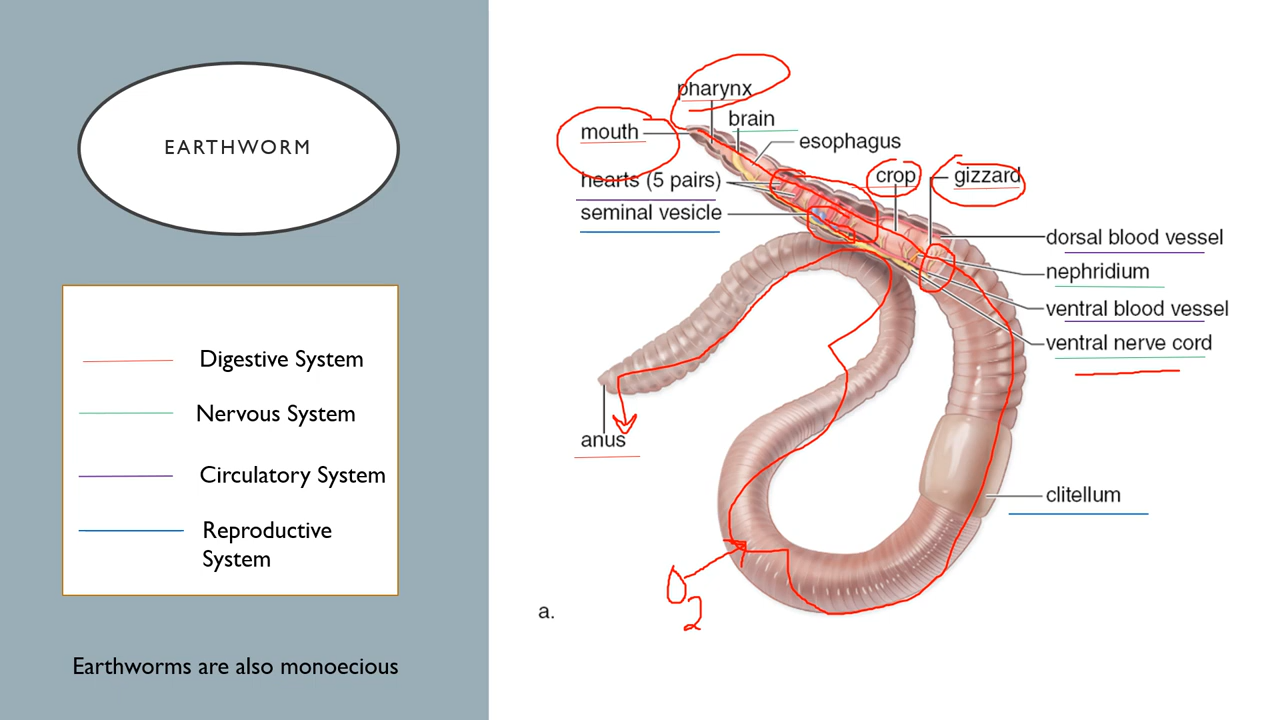 EARTHWORM
Digestive System
Nervous System
Circulatory System
Reproductive
System
Earthworms are also monoecious
pharynx
brain
mouth
esophagus
hearts (5 pairs)
crop
gizzard
seminal vesicle
dorsal blood vessel
nephridium
ventral blood vessel
ventral nerve cord
anus
clitellum
O2
a.